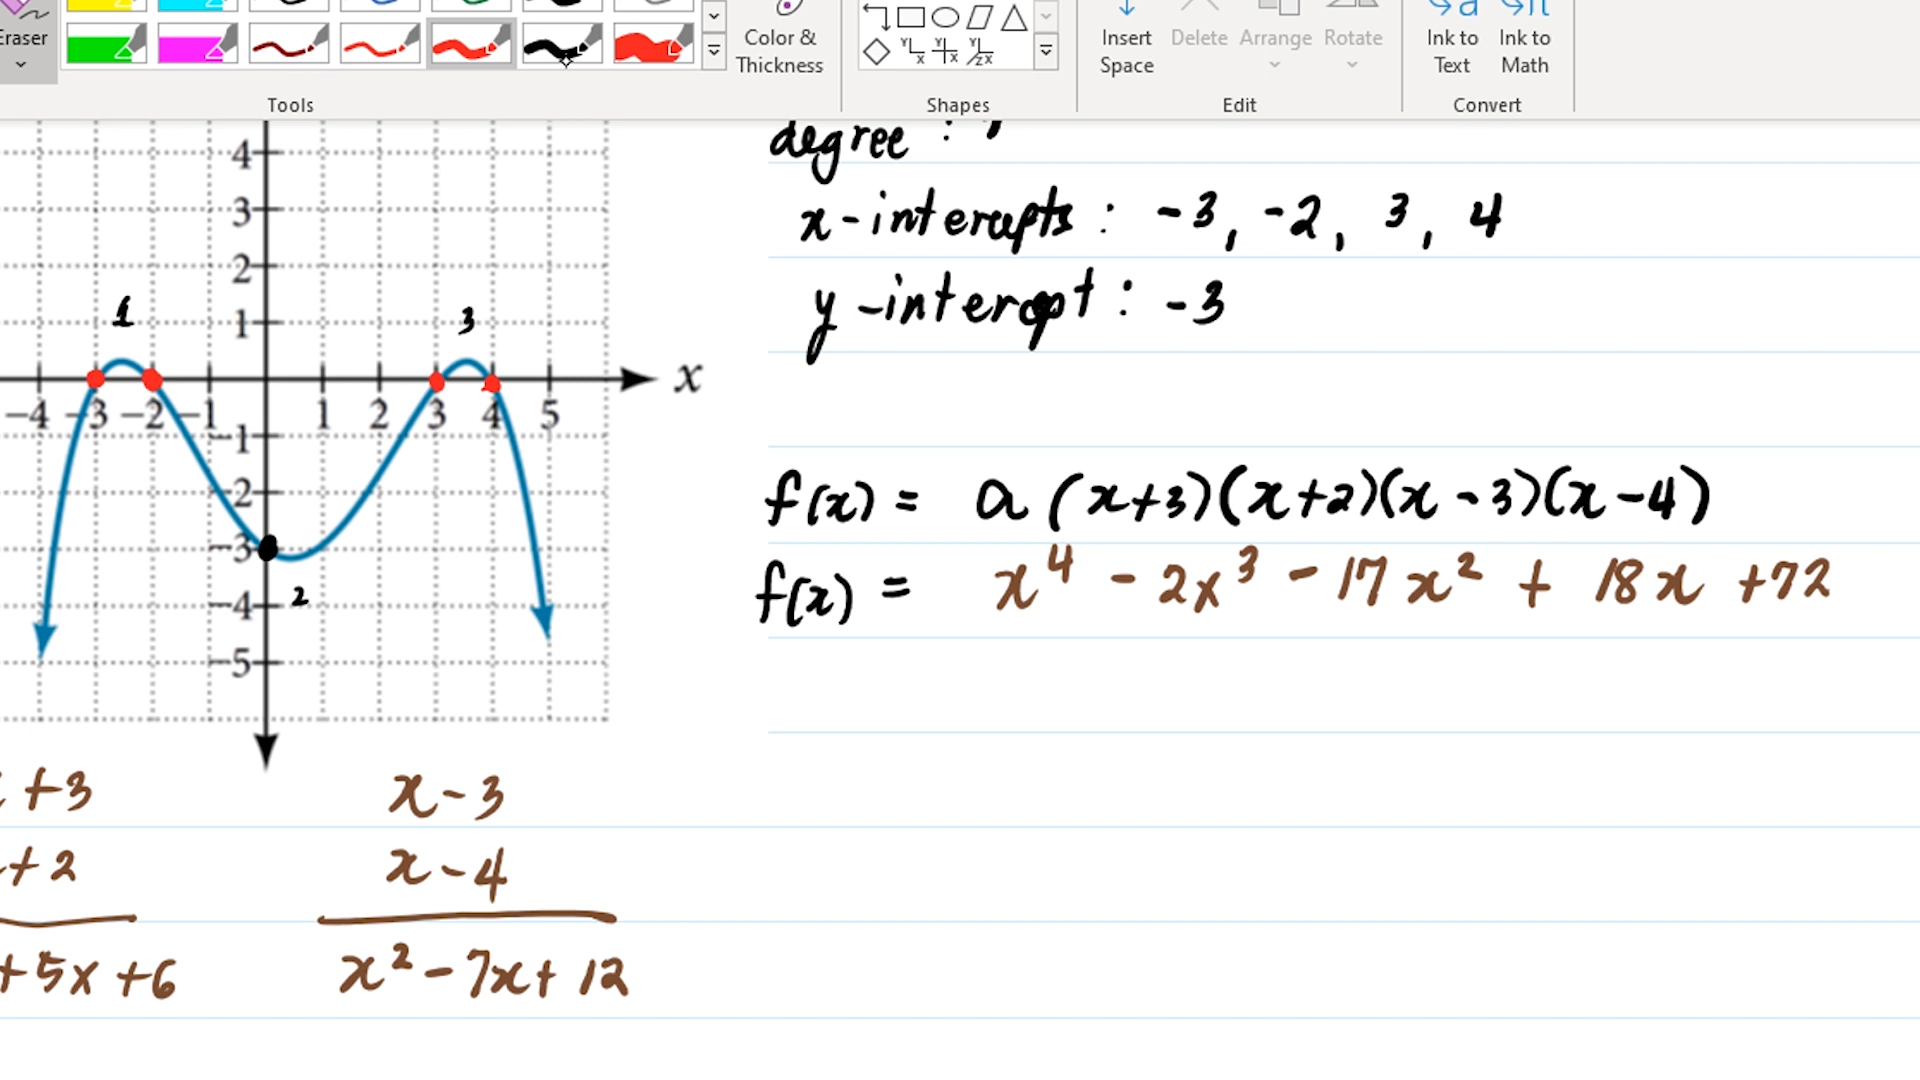 Eraser
Color &
Thickness
Insert
Space
Delete
Arrange
Rotate
Ink to
Text
Ink to
Math
Tools
Shapes
Edit
Convert
degree :
x-intercepts : -3, -2, 3, 4
y-intercept : -3
4
3
2
1
1
3
x
-4 -3 -2 -1 1 2 3 4 5
-1
-2
-3
-4
2
-5
f(x) = a (x+3)(x+2)(x-3)(x-4)
f(x) = x⁴ - 2x³ - 17x² + 18x +72
+3
+2
+5x +6
x-3
x-4
x²-7x+12